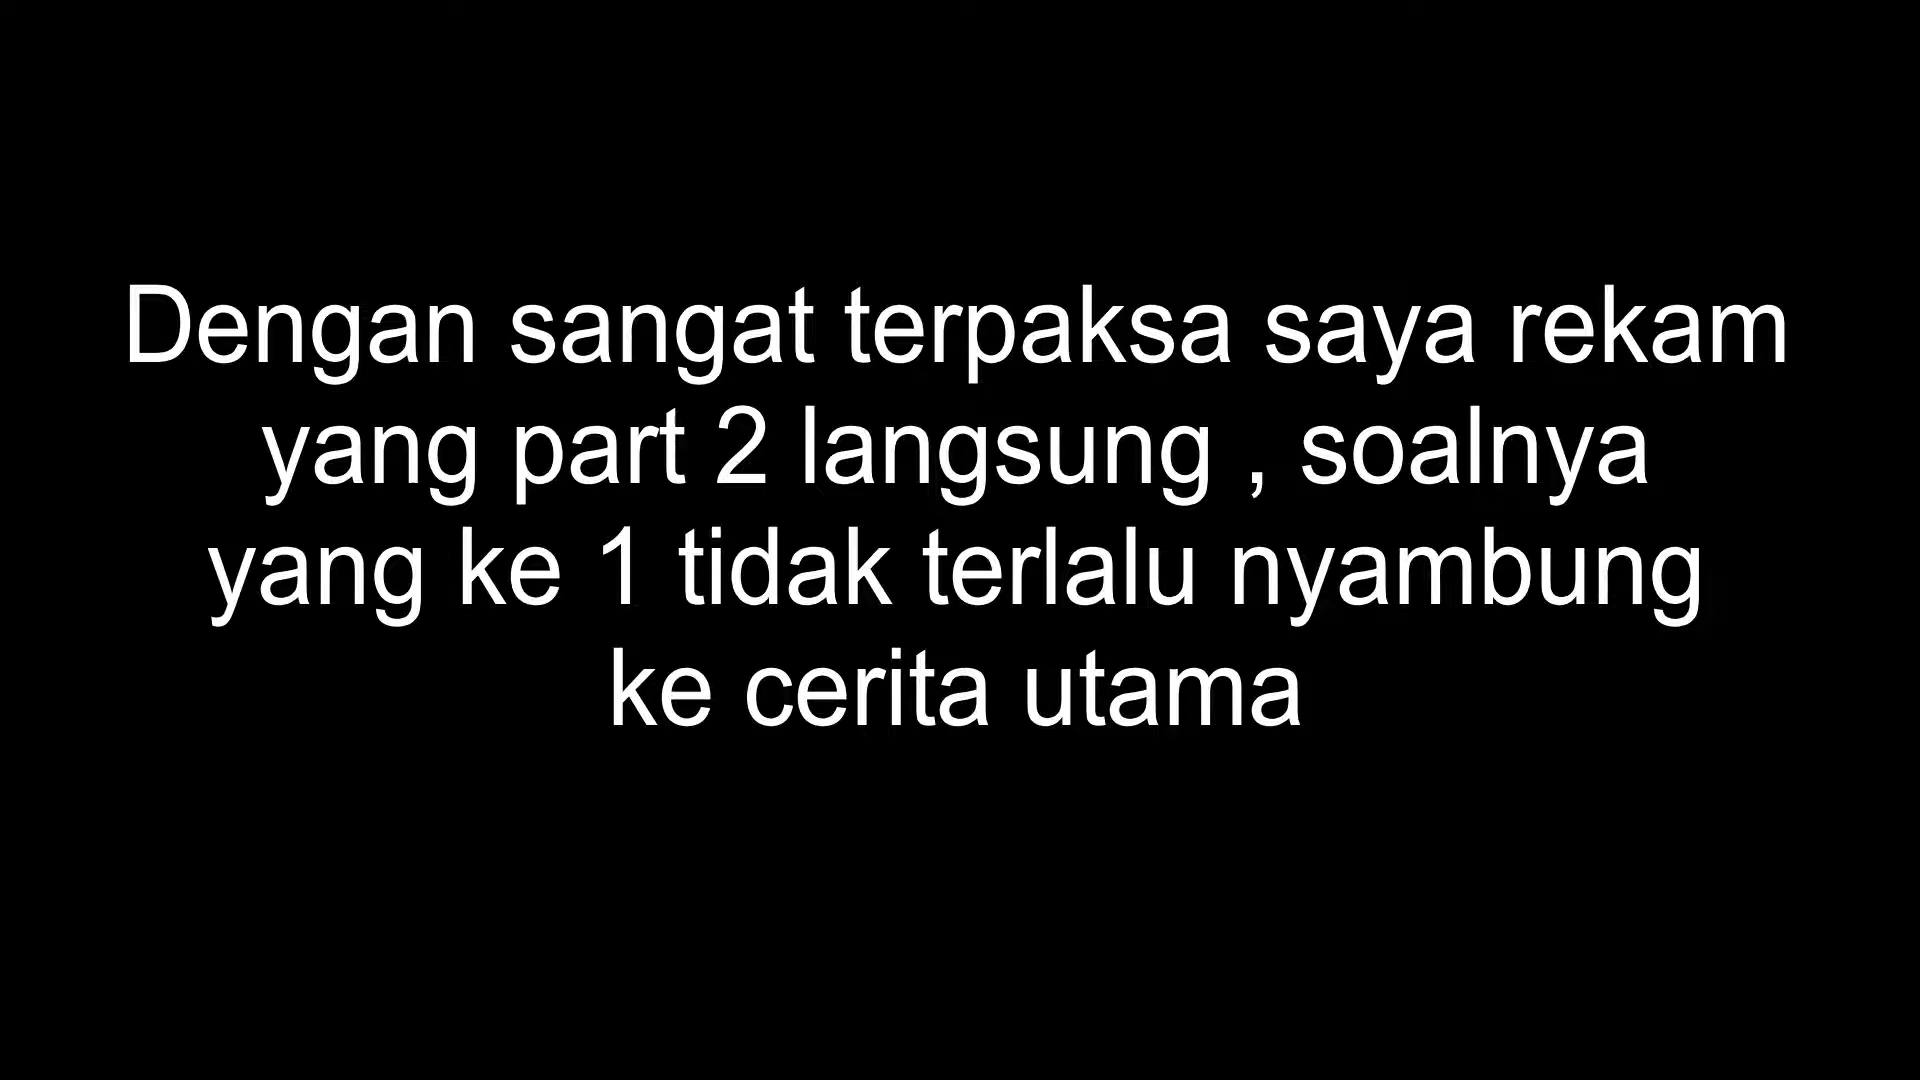 Dengan sangat terpaksa saya rekam
yang part 2 langsung , soalnya
yang ke 1 tidak terlalu nyambung
ke cerita utama